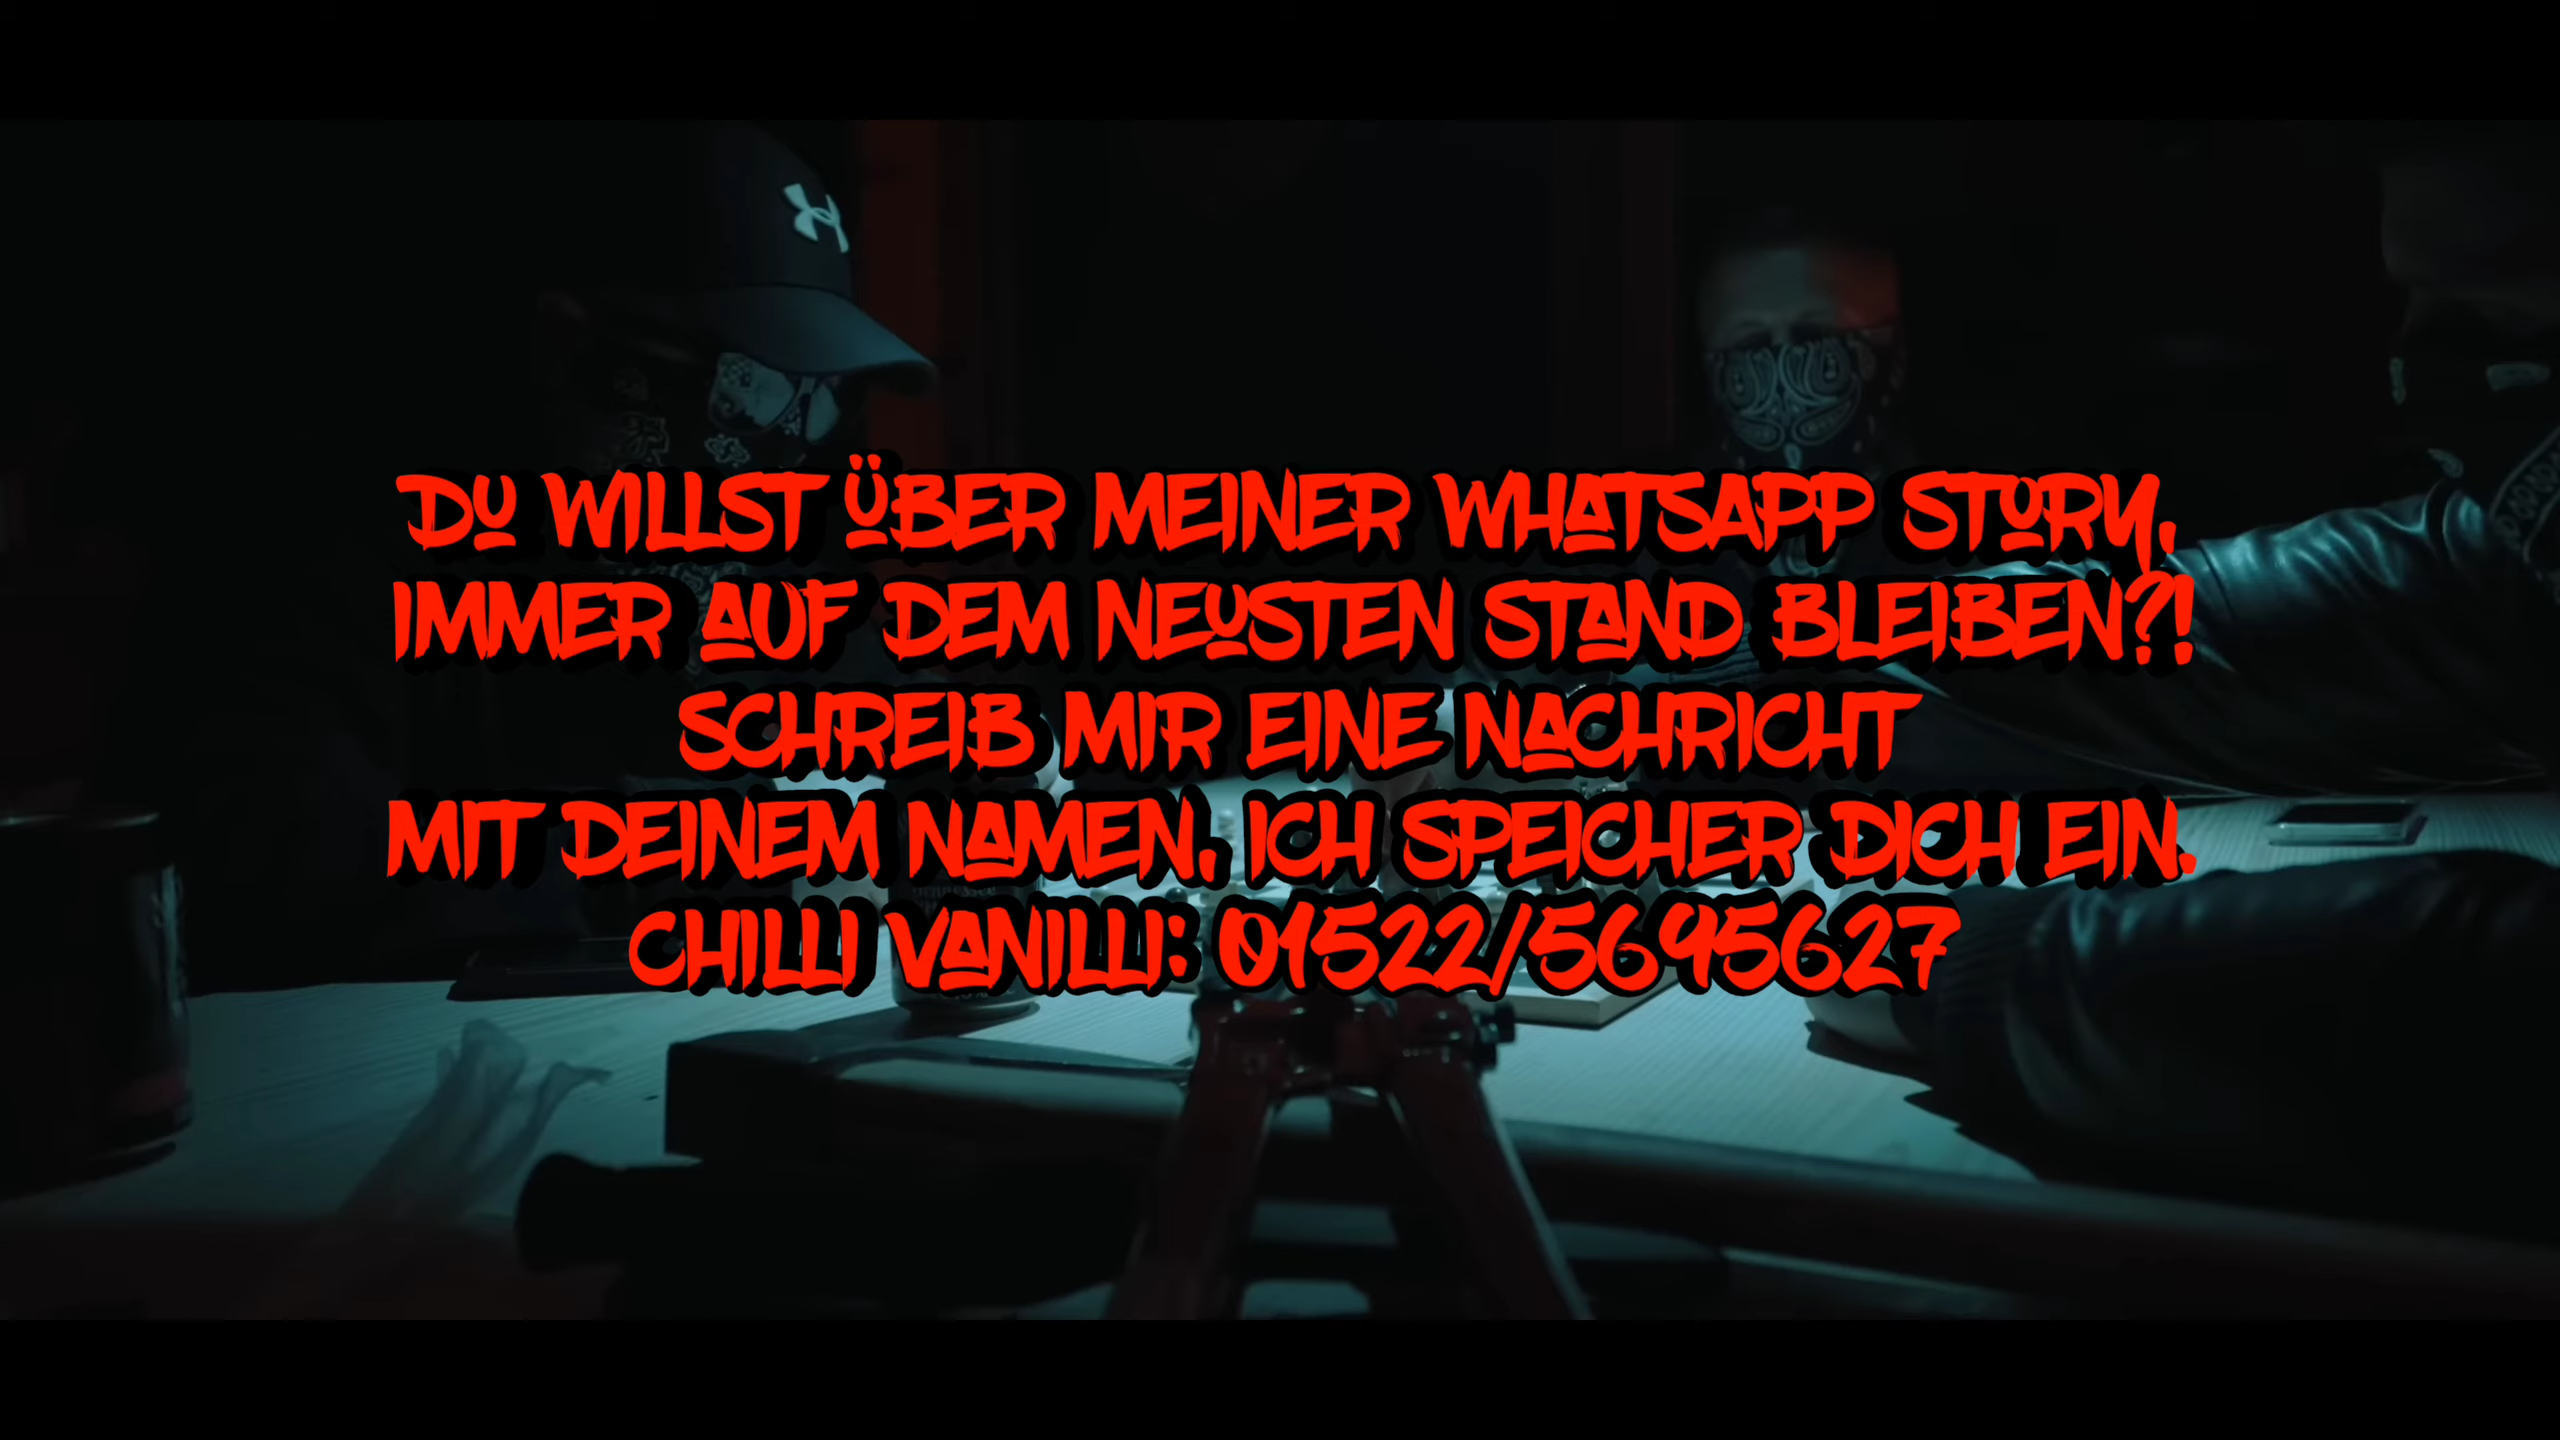 DU WILLST ÜBER MEINER WHATSAPP STORY,
IMMER AUF DEM NEUSTEN STAND BLEIBEN?!
SCHREIB MIR EINE NACHRICHT
MIT DEINEM NAMEN, ICH SPEICHER DICH EIN.
CHILLI VANILLI: 01522/5695627